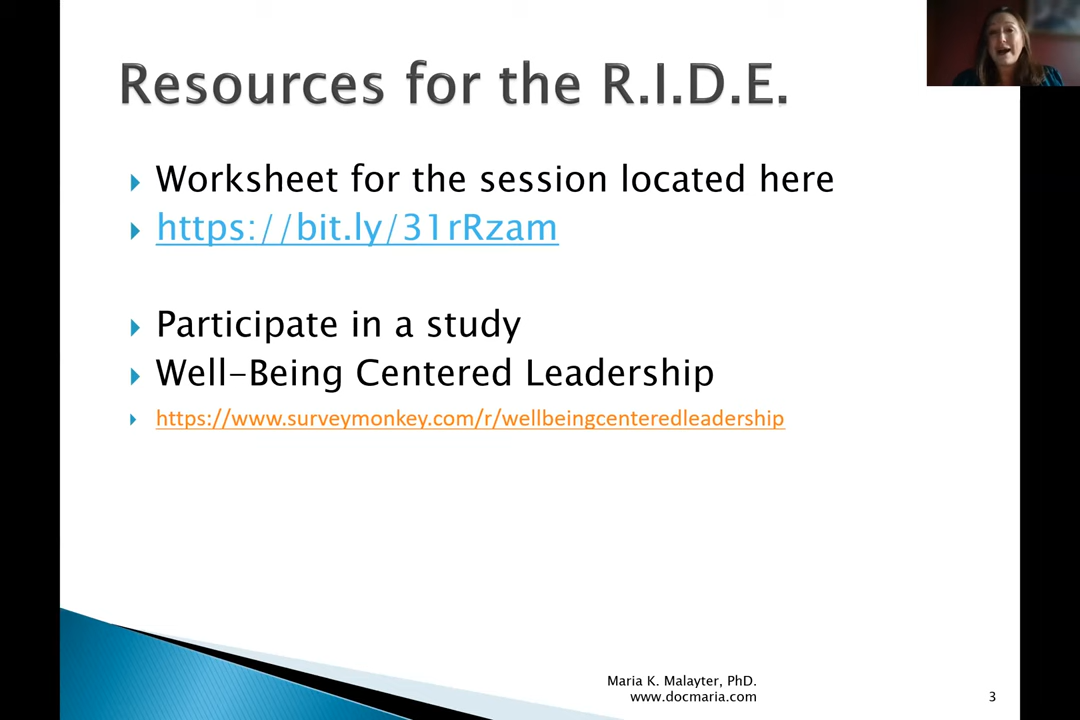 Resources for the R.I.D.E.
Worksheet for the session located here
https://bit.ly/31rRzam
Participate in a study
Well-Being Centered Leadership
https://www.surveymonkey.com/r/wellbeingcenteredleadership
Maria K. Malayter, PhD.
www.docmaria.com
3